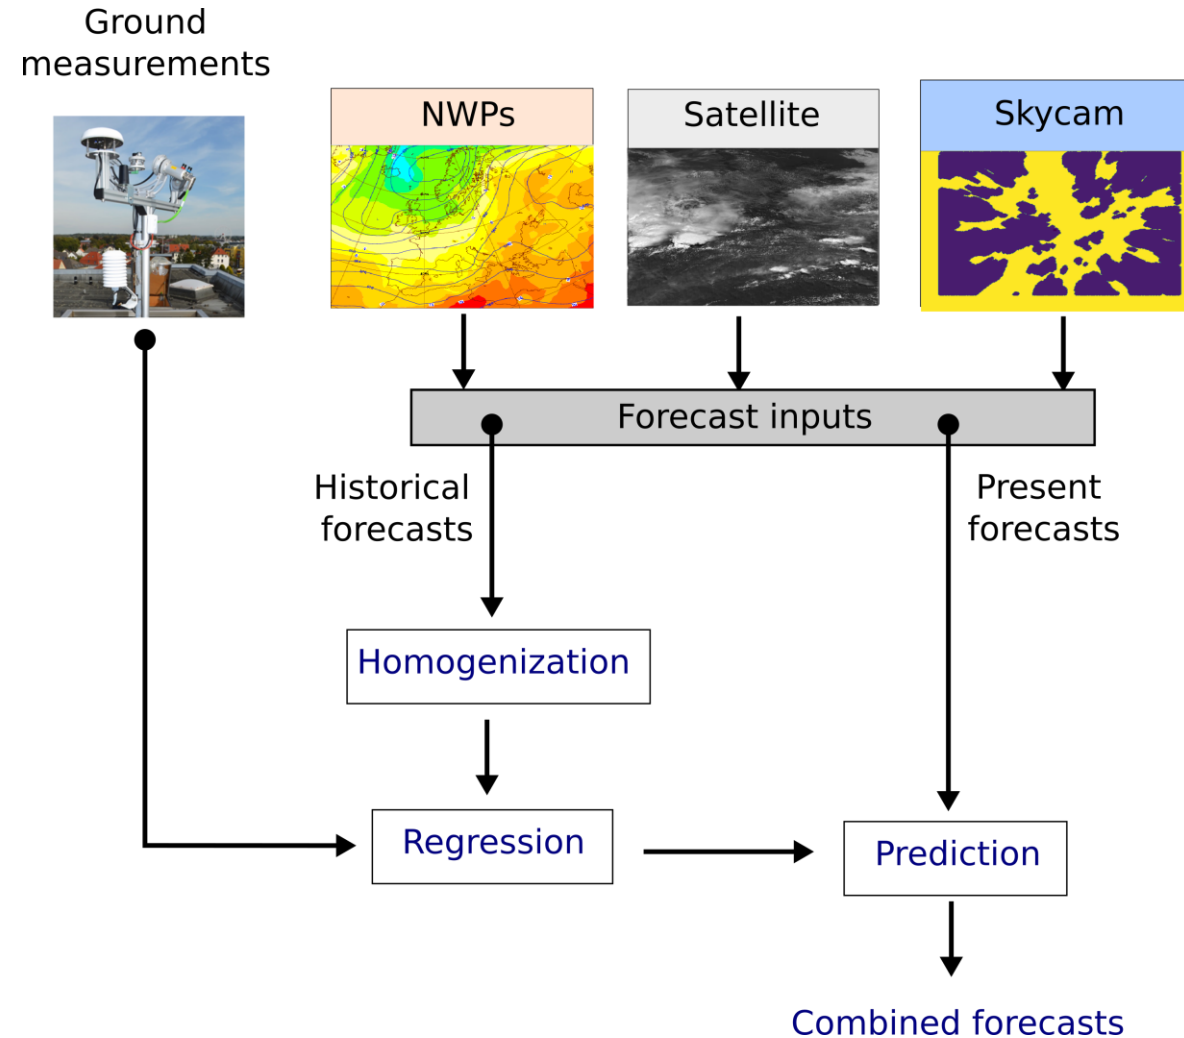 Ground
measurements
NWPs
Satellite
Skycam
Forecast inputs
Historical
forecasts
Present
forecasts
Homogenization
Regression
Prediction
Combined forecasts